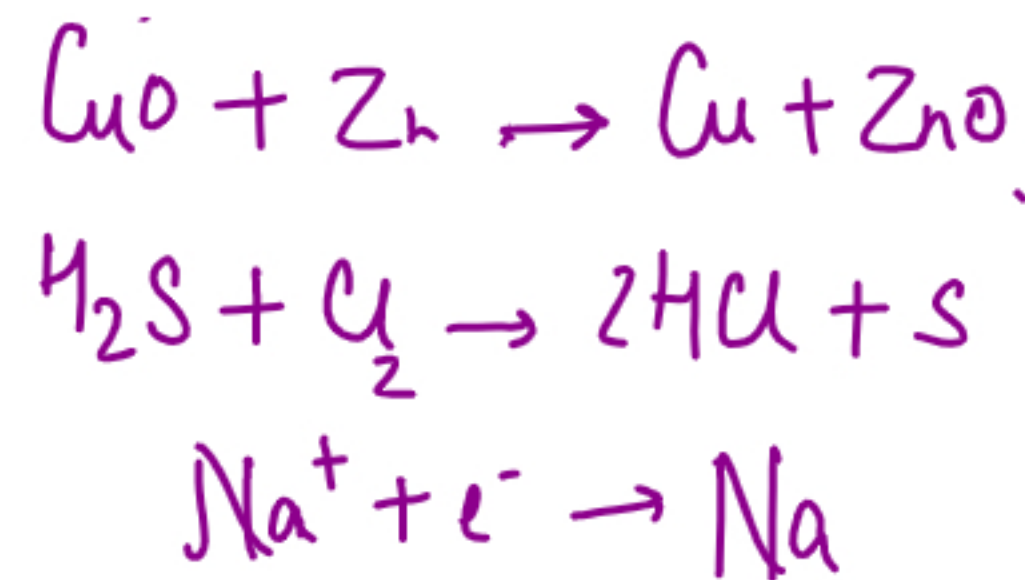 CuO + Zn → Cu + ZnO
H₂S + Cl₂ → 2HCl + S
Na⁺ + e⁻ → Na